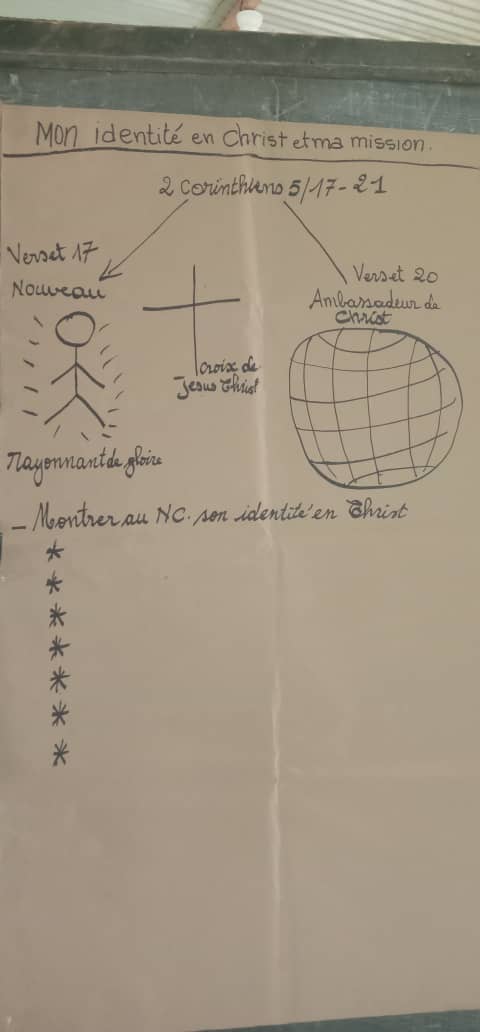 Mon identité en Christ et ma mission.
2 Corinthiens 5/17-21
Verset 17
Nouveau
Rayonnant de gloire
Croix de
Jesus Christ
Verset 20
Ambassadeur de
Christ
- Montrer au NC. son identité en Christ
*
*
*
*
*
*
*